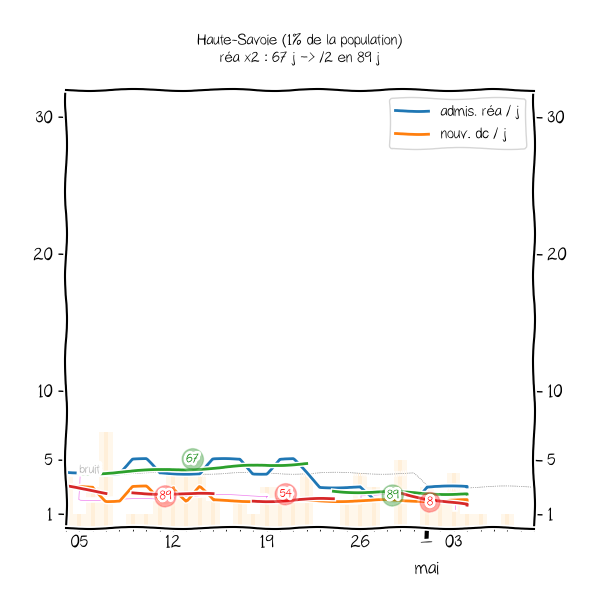 Haute-Savoie (1% de la population)
réa x2 : 67 j -> /2 en 89 j
admis. réa / j
nouv. dc / j
30
30
20
20
10
10
5
5
1
1
bruit
67
89
54
89
8
05 12 19 26 1 03
mai